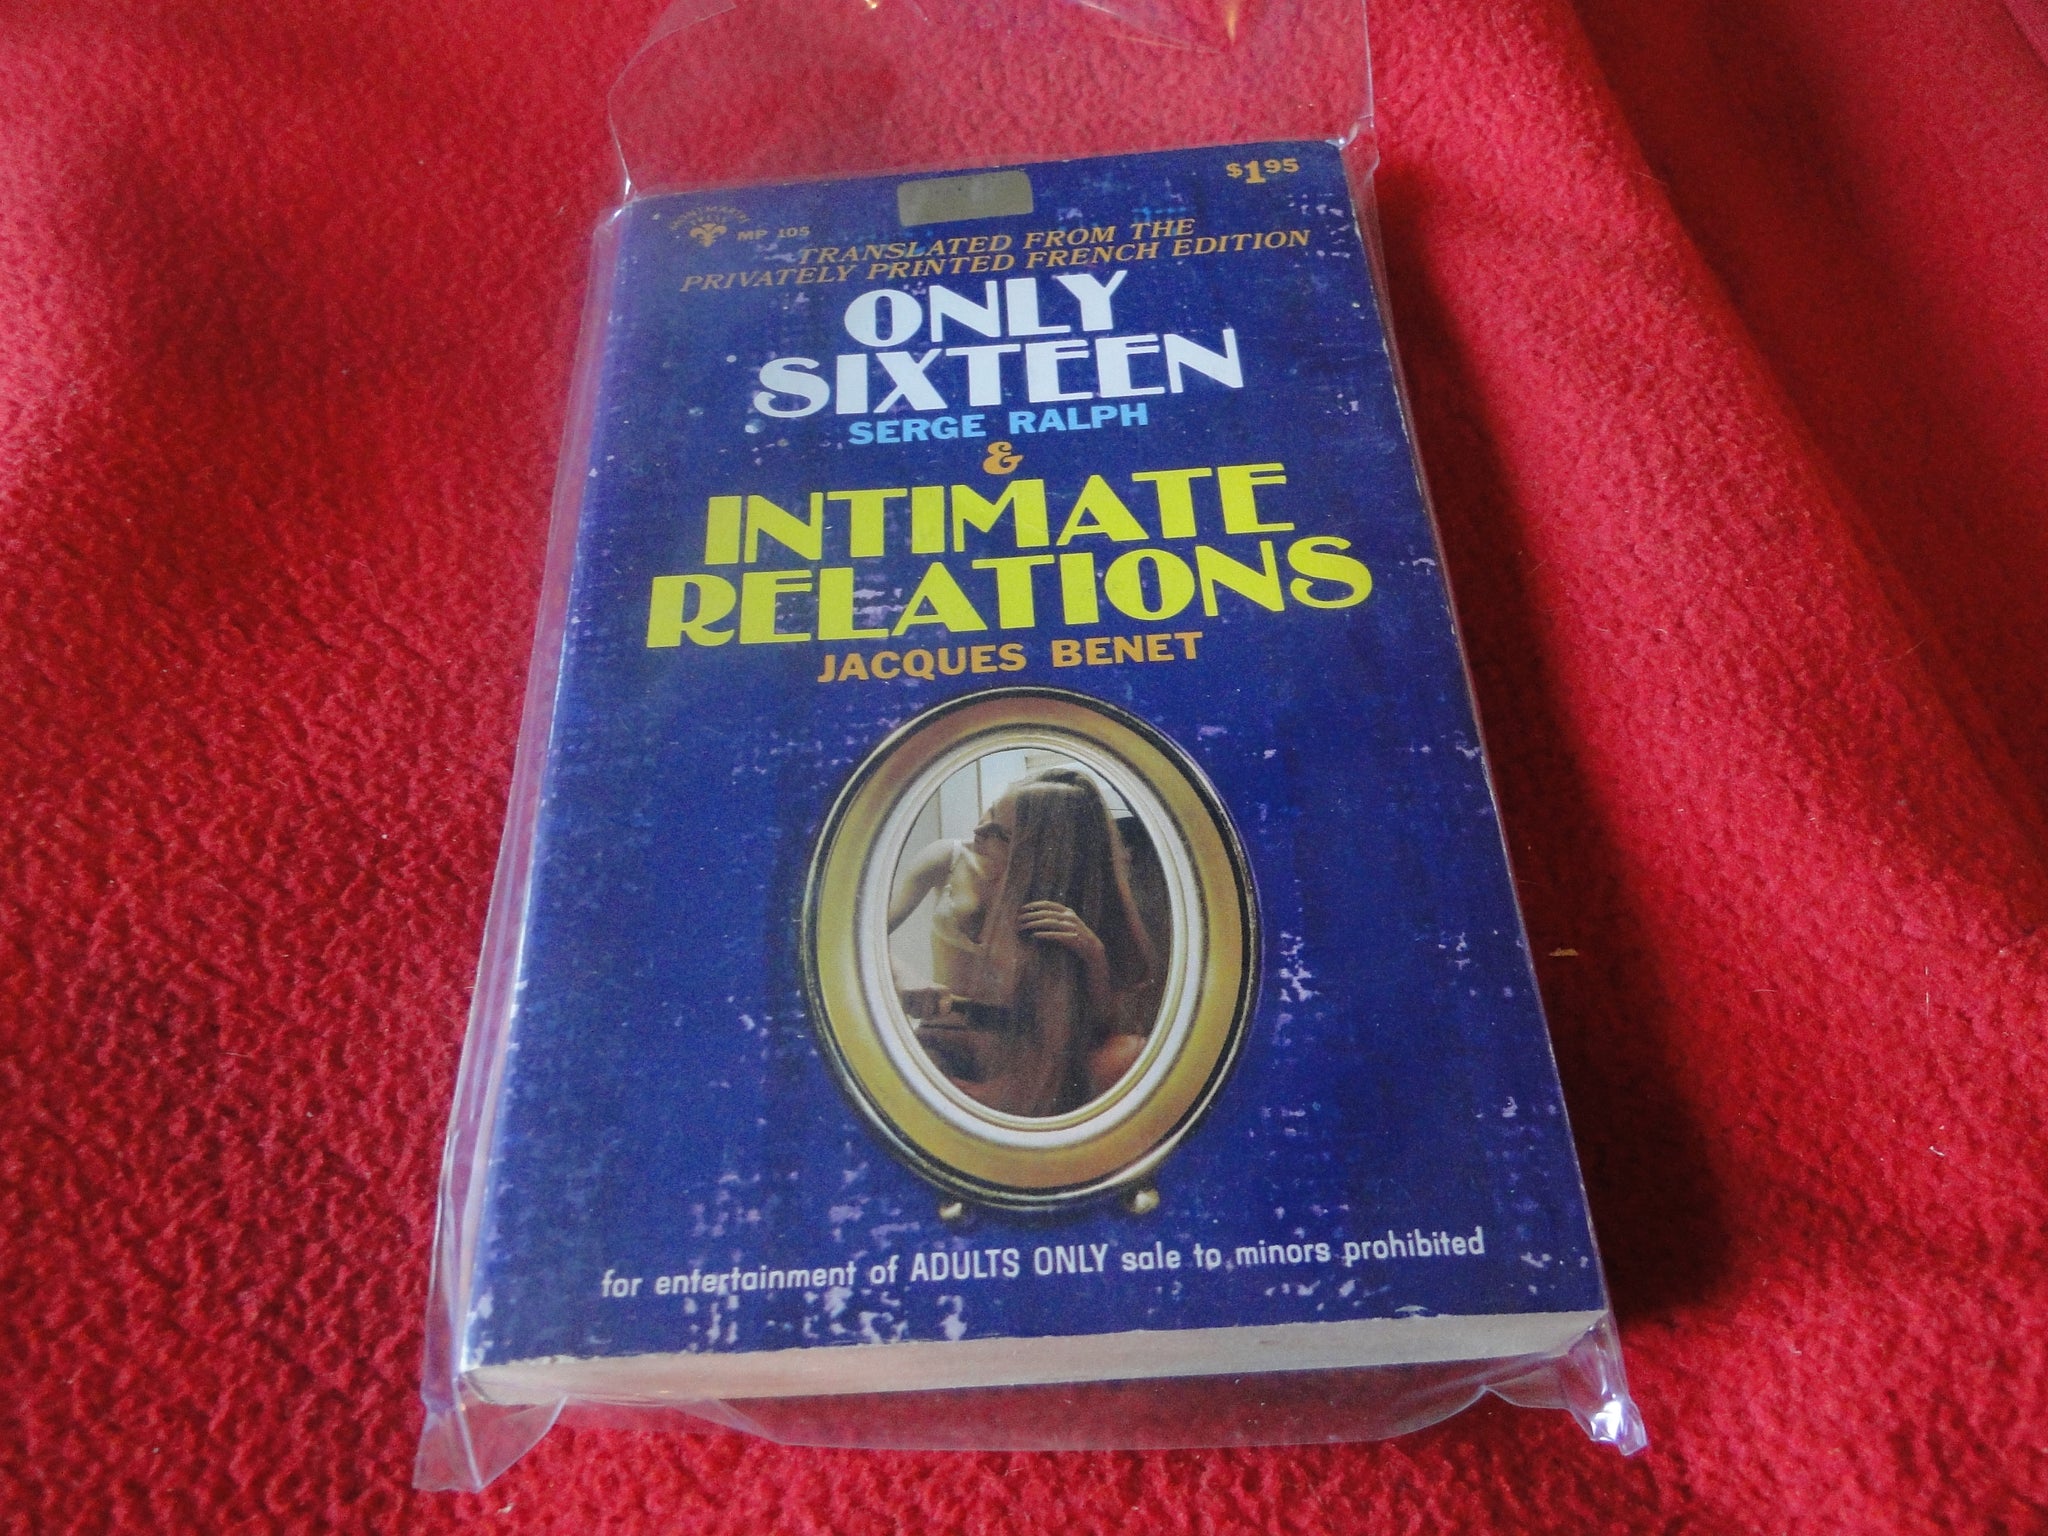 $1.95
MONTMARTRE
MP 105
TRANSLATED FROM THE
PRIVATELY PRINTED FRENCH EDITION
ONLY
SIXTEEN
SERGE RALPH
&
INTIMATE
RELATIONS
JACQUES BENET
for entertainment of ADULTS ONLY sale to minors prohibited